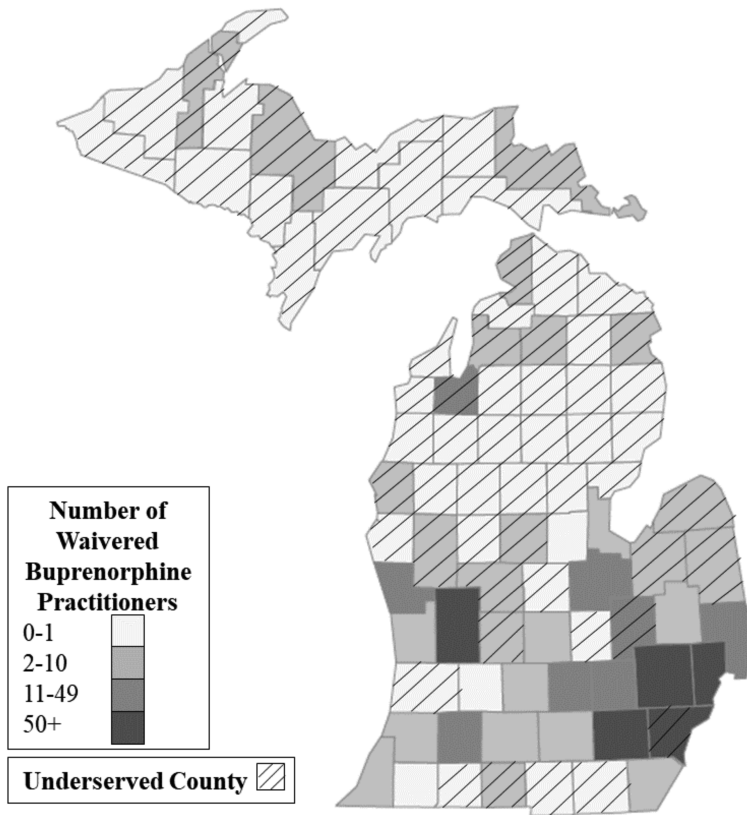 Number of
Waivered
Buprenorphine
Practitioners
0-1
2-10
11-49
50+
Underserved County